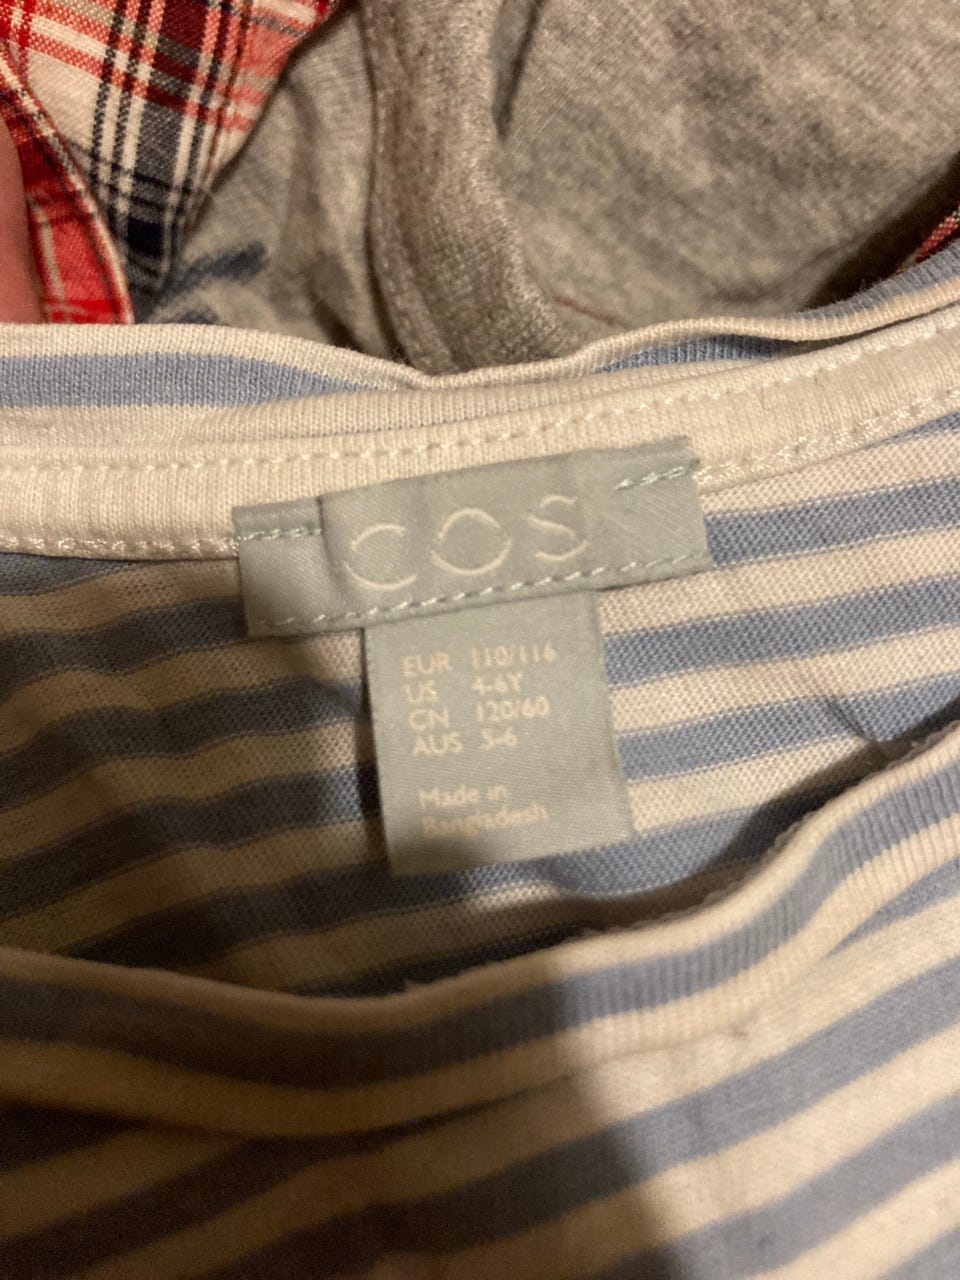 COS
EUR 110/116
US 4-6Y
CN 120/60
AUS 5-6
Made in
Bangladesh